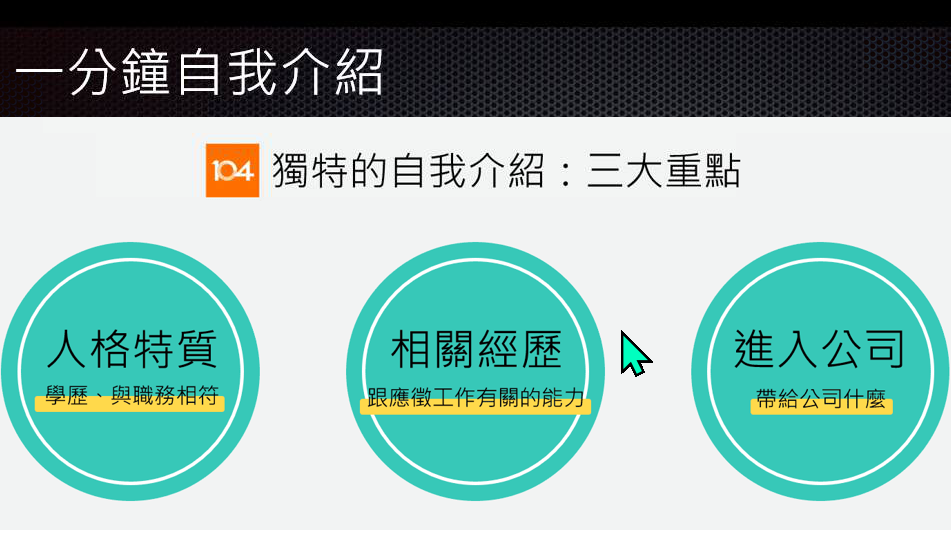 一分鐘自我介紹
104 獨特的自我介紹：三大重點
人格特質
學歷、與職務相符
相關經歷
跟應徵工作有關的能力
進入公司
帶給公司什麼